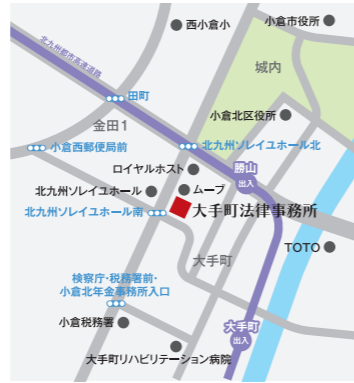 西小倉小
小倉市役所
北九州都市高速道路
城内
田町
金田1
小倉北区役所
小倉西郵便局前
北九州ソレイユホール北
ロイヤルホスト
勝山
出入
北九州ソレイユホール
ムーブ
北九州ソレイユホール南
大手町法律事務所
TOTO
大手町
検察庁・税務署前・
小倉北年金事務所入口
小倉税務署
大手町
出入
大手町リハビリテーション病院